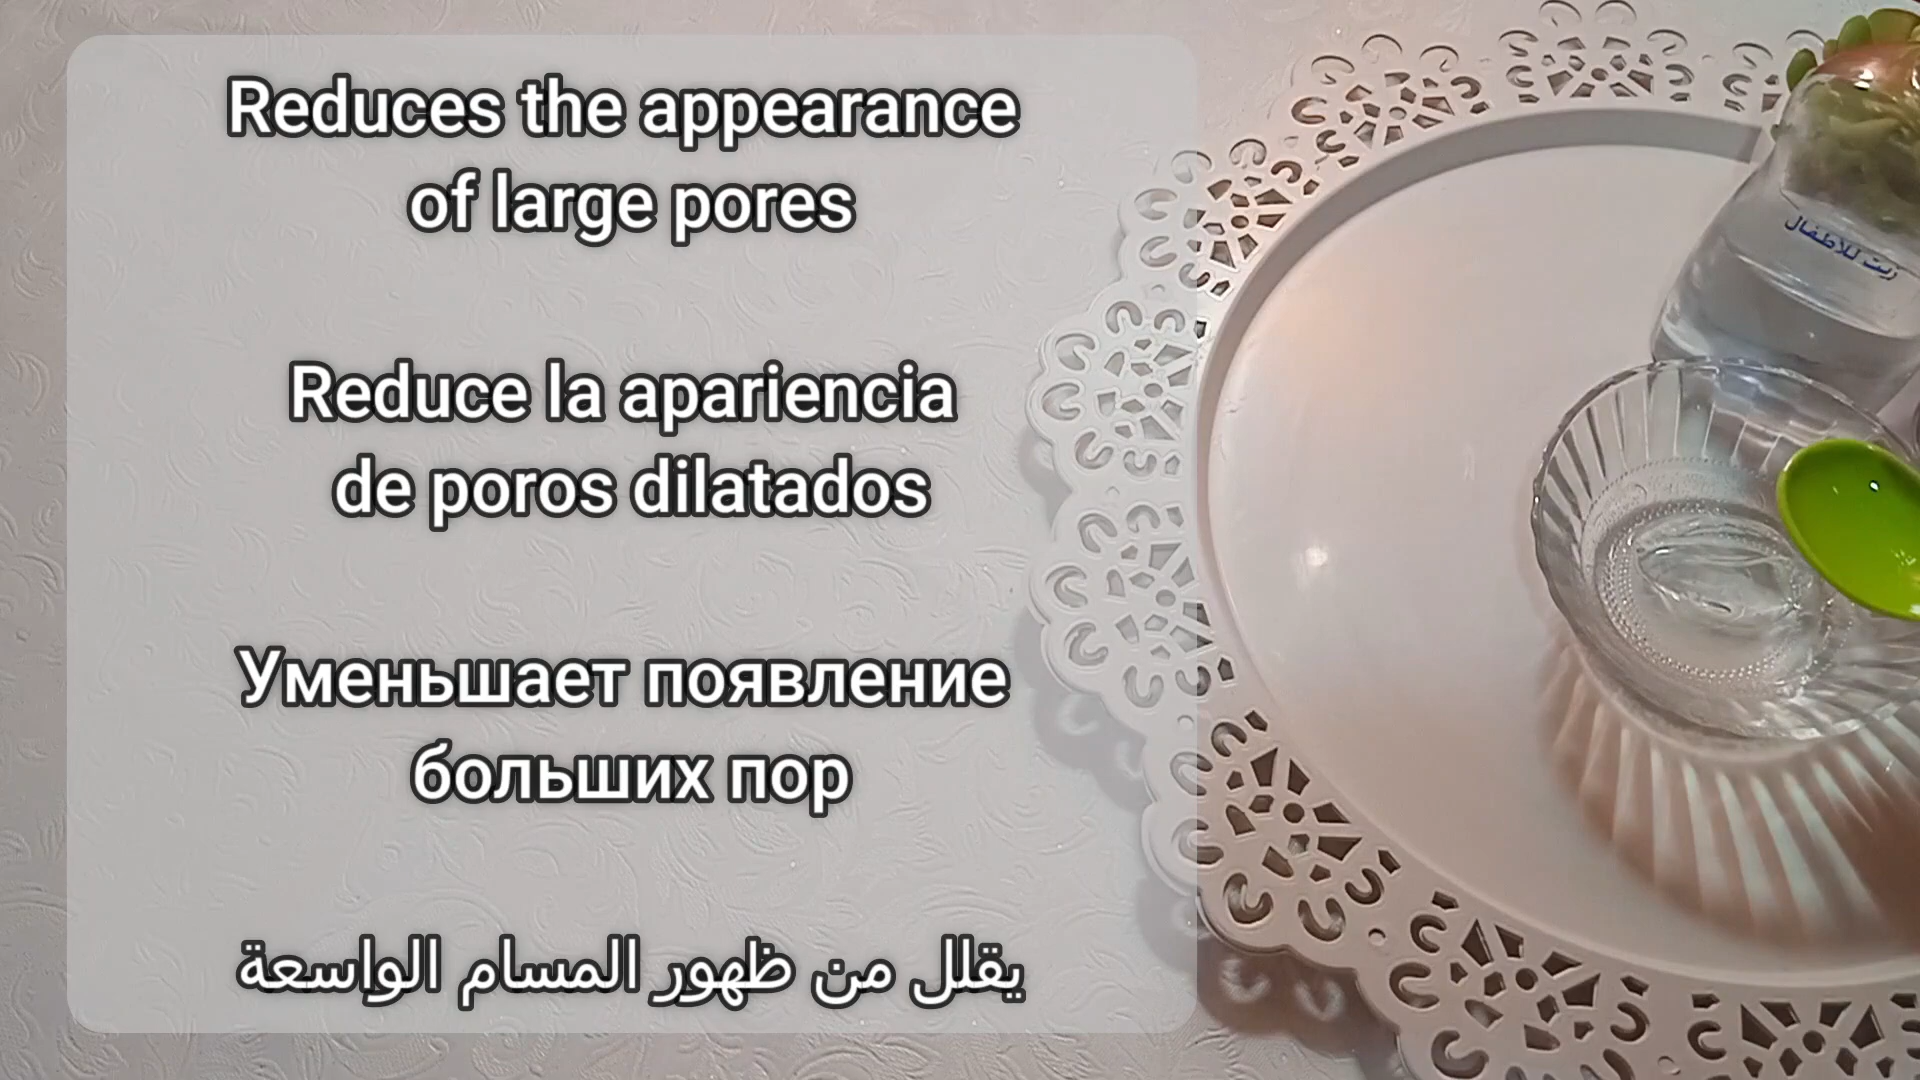 Reduces the appearance
of large pores
Reduce la apariencia
de poros dilatados
Уменьшает появление
больших пор
يقلل من ظهور المسام الواسعة
زيت للاطفال